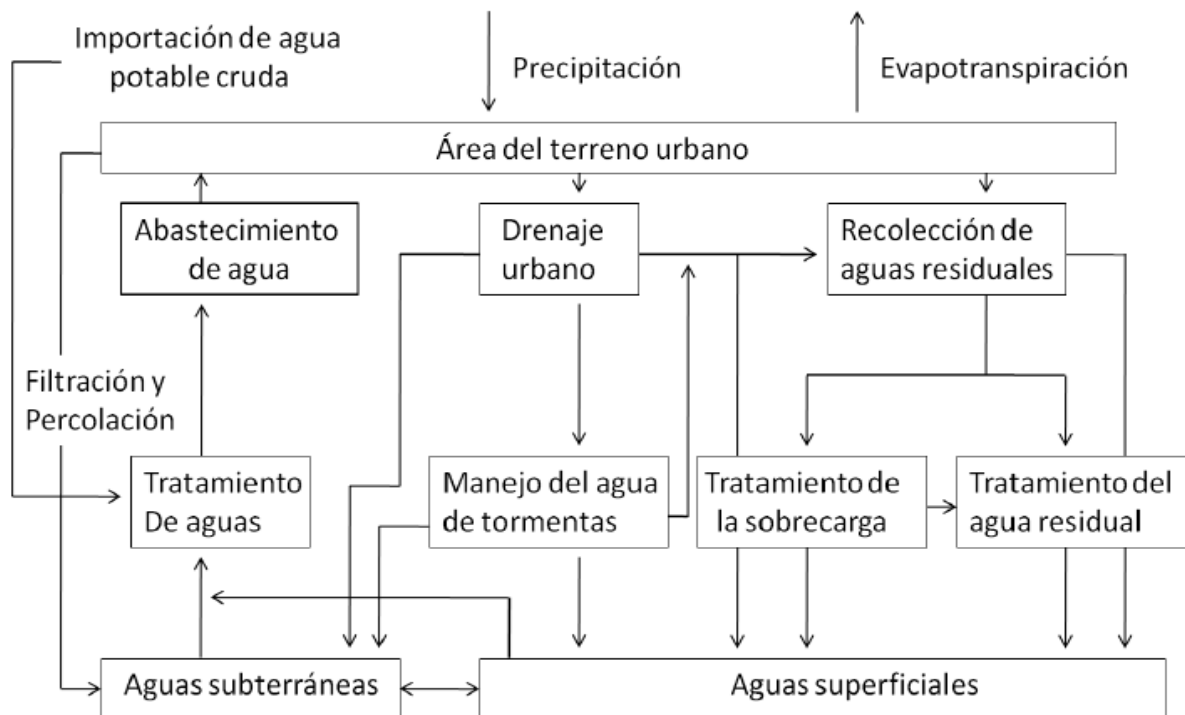 Importación de agua
potable cruda
Precipitación
Evapotranspiración
Área del terreno urbano
Abastecimiento
de agua
Drenaje
urbano
Recolección de
aguas residuales
Filtración y
Percolación
Tratamiento
De aguas
Manejo del agua
de tormentas
Tratamiento de
la sobrecarga
Tratamiento del
agua residual
Aguas subterráneas
Aguas superficiales